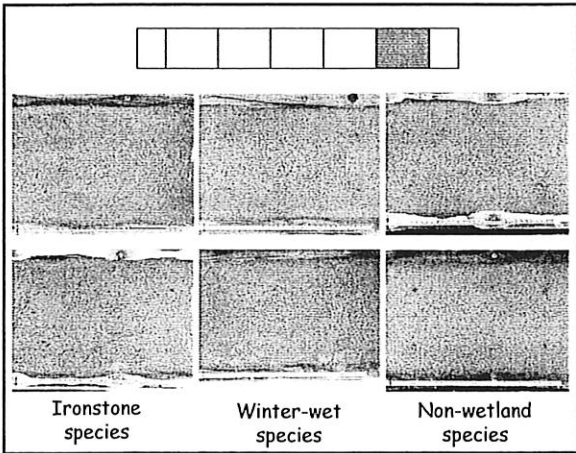 Ironstone
species
Winter-wet
species
Non-wetland
species